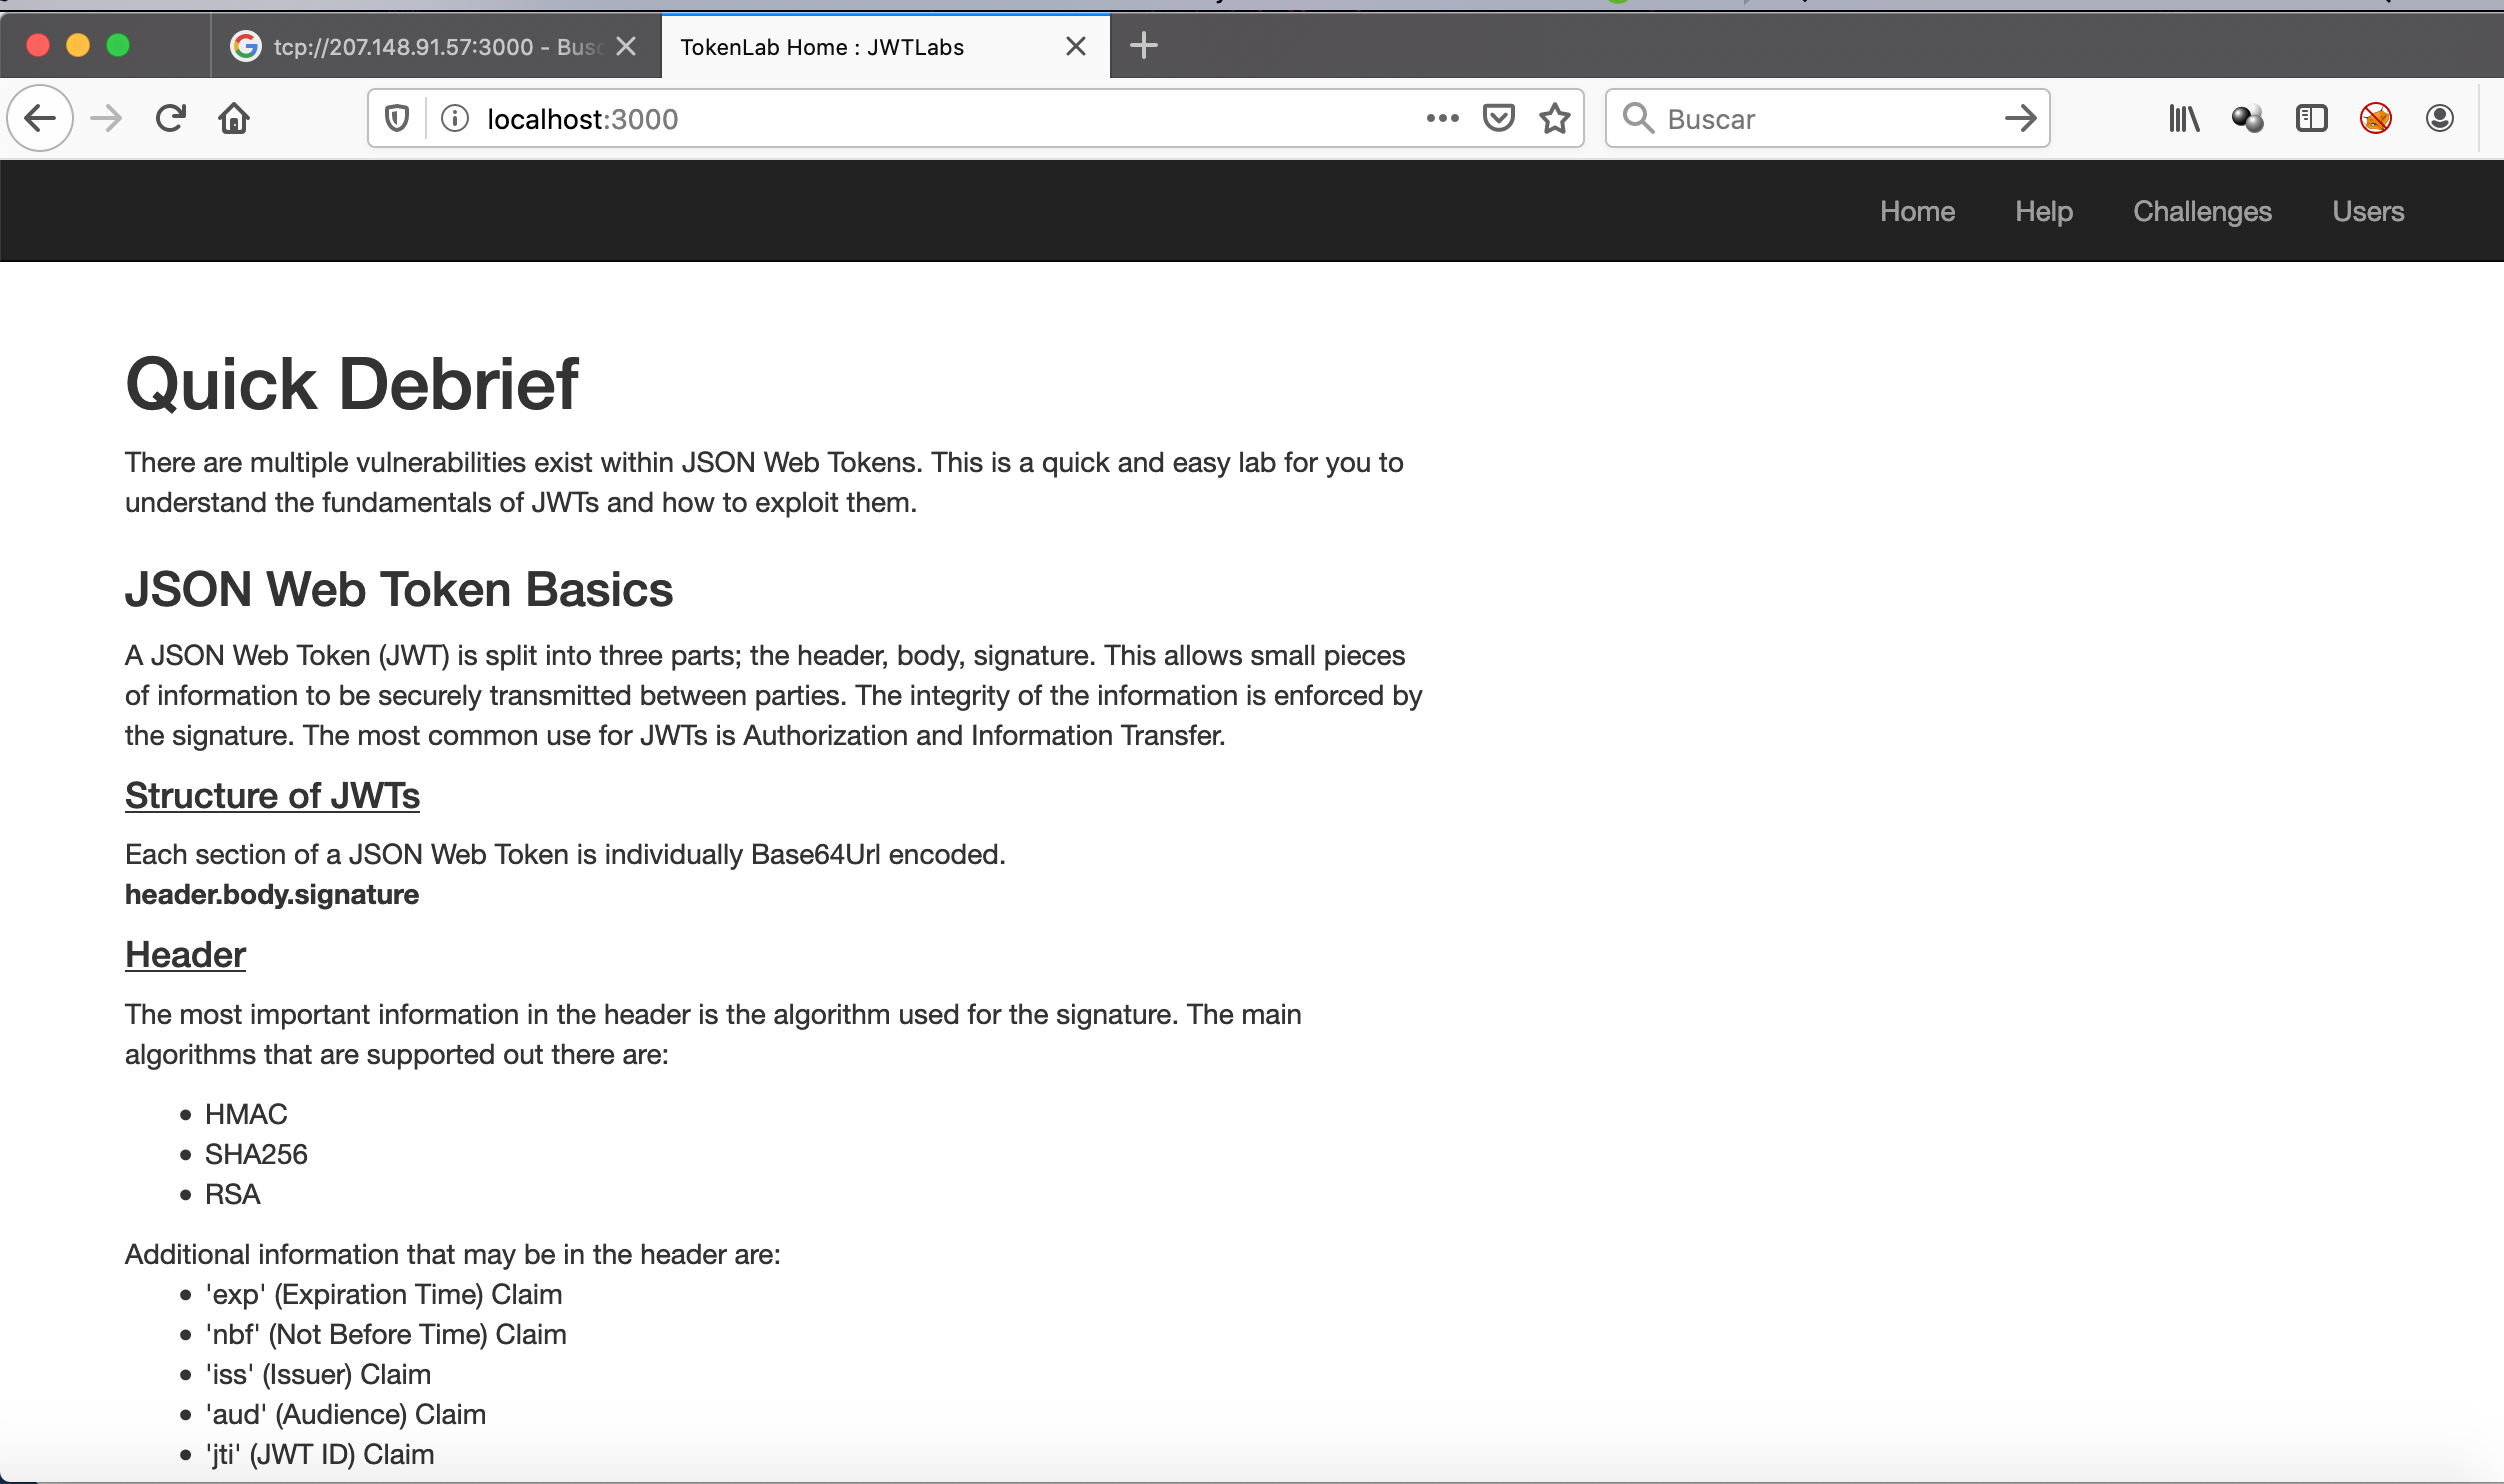 tcp://207.148.91.57:3000 - Busc
TokenLab Home : JWTLabs
localhost:3000
Buscar
Home Help Challenges Users
Quick Debrief
There are multiple vulnerabilities exist within JSON Web Tokens. This is a quick and easy lab for you to
understand the fundamentals of JWTs and how to exploit them.
JSON Web Token Basics
A JSON Web Token (JWT) is split into three parts; the header, body, signature. This allows small pieces
of information to be securely transmitted between parties. The integrity of the information is enforced by
the signature. The most common use for JWTs is Authorization and Information Transfer.
Structure of JWTs
Each section of a JSON Web Token is individually Base64Url encoded.
header.body.signature
Header
The most important information in the header is the algorithm used for the signature. The main
algorithms that are supported out there are:
• HMAC
• SHA256
• RSA
Additional information that may be in the header are:
• 'exp' (Expiration Time) Claim
• 'nbf' (Not Before Time) Claim
• 'iss' (Issuer) Claim
• 'aud' (Audience) Claim
• 'jti' (JWT ID) Claim